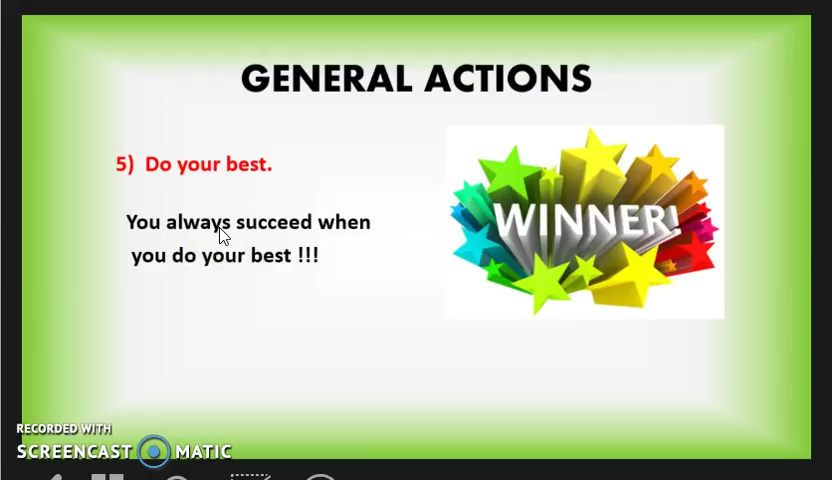 GENERAL ACTIONS
5) Do your best.
You always succeed when
you do your best !!!
WINNER!
RECORDED WITH
SCREENCAST MATIC